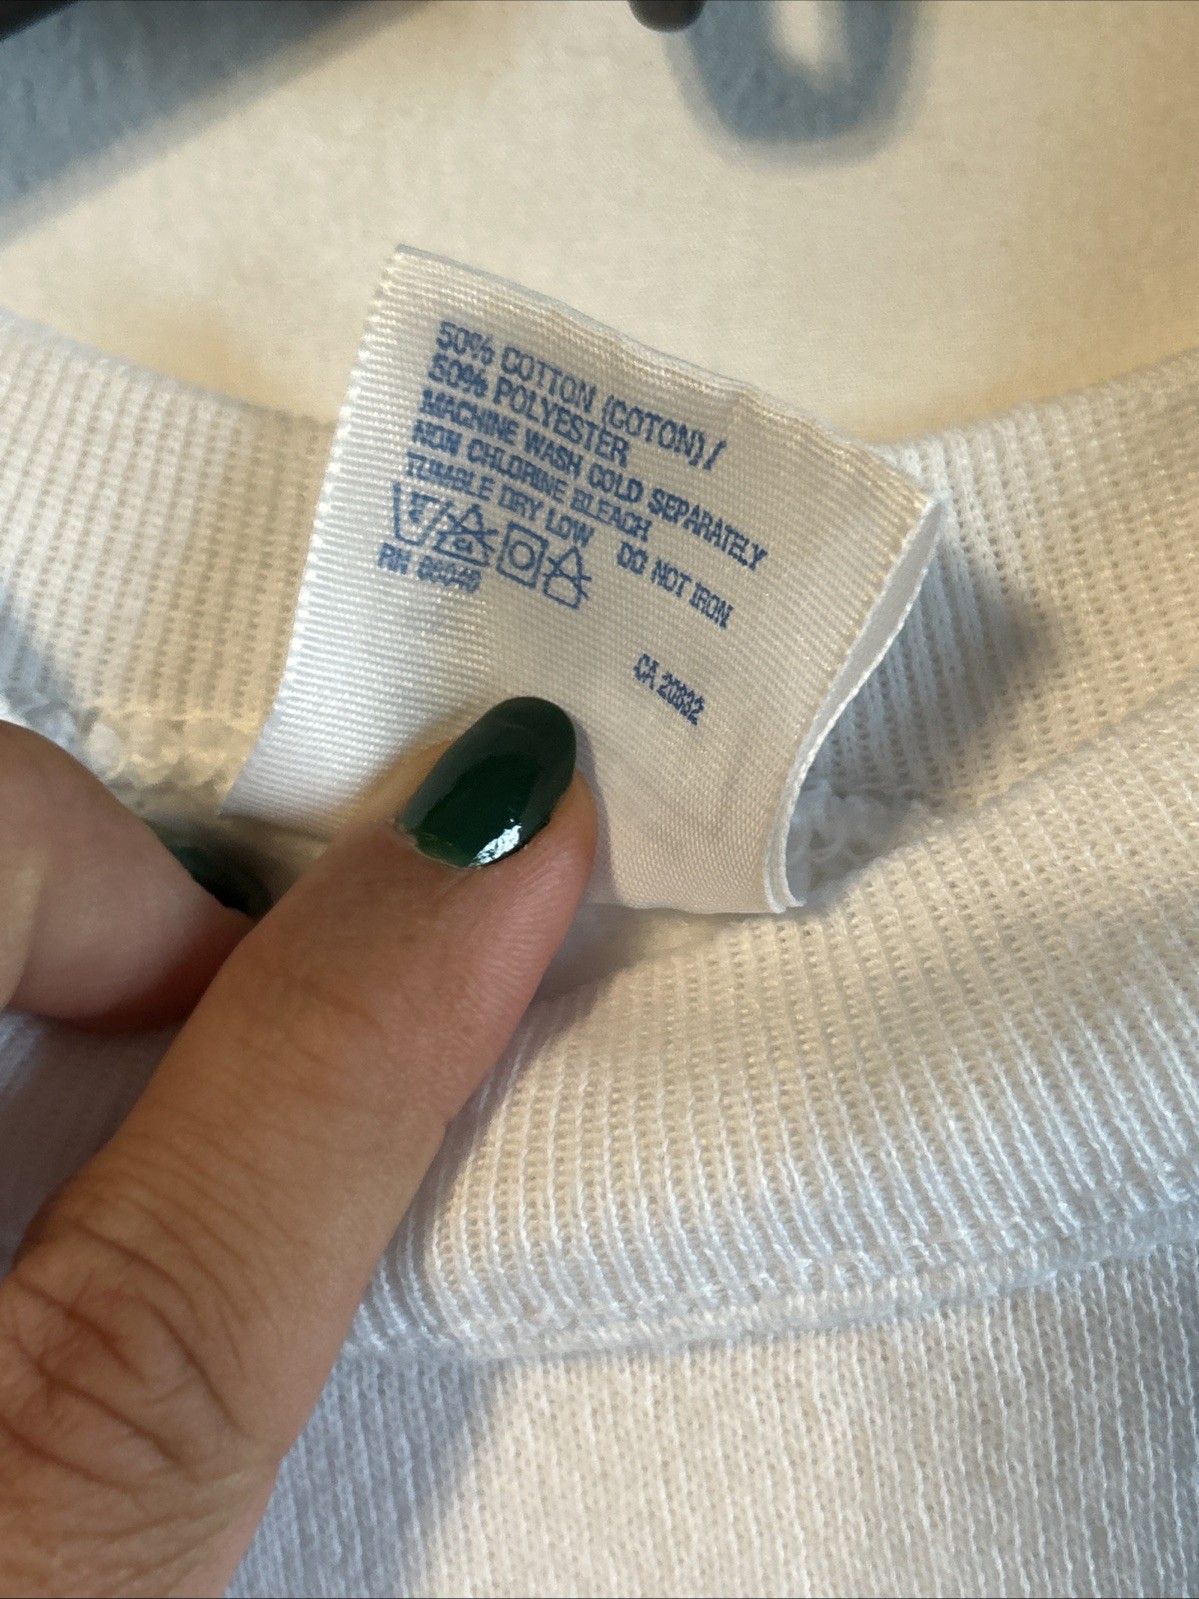 50% COTTON (COTON)/
50% POLYESTER
MACHINE WASH COLD SEPARATELY
NON CHLORINE BLEACH
TUMBLE DRY LOW DO NOT IRON
RN
CA 20832